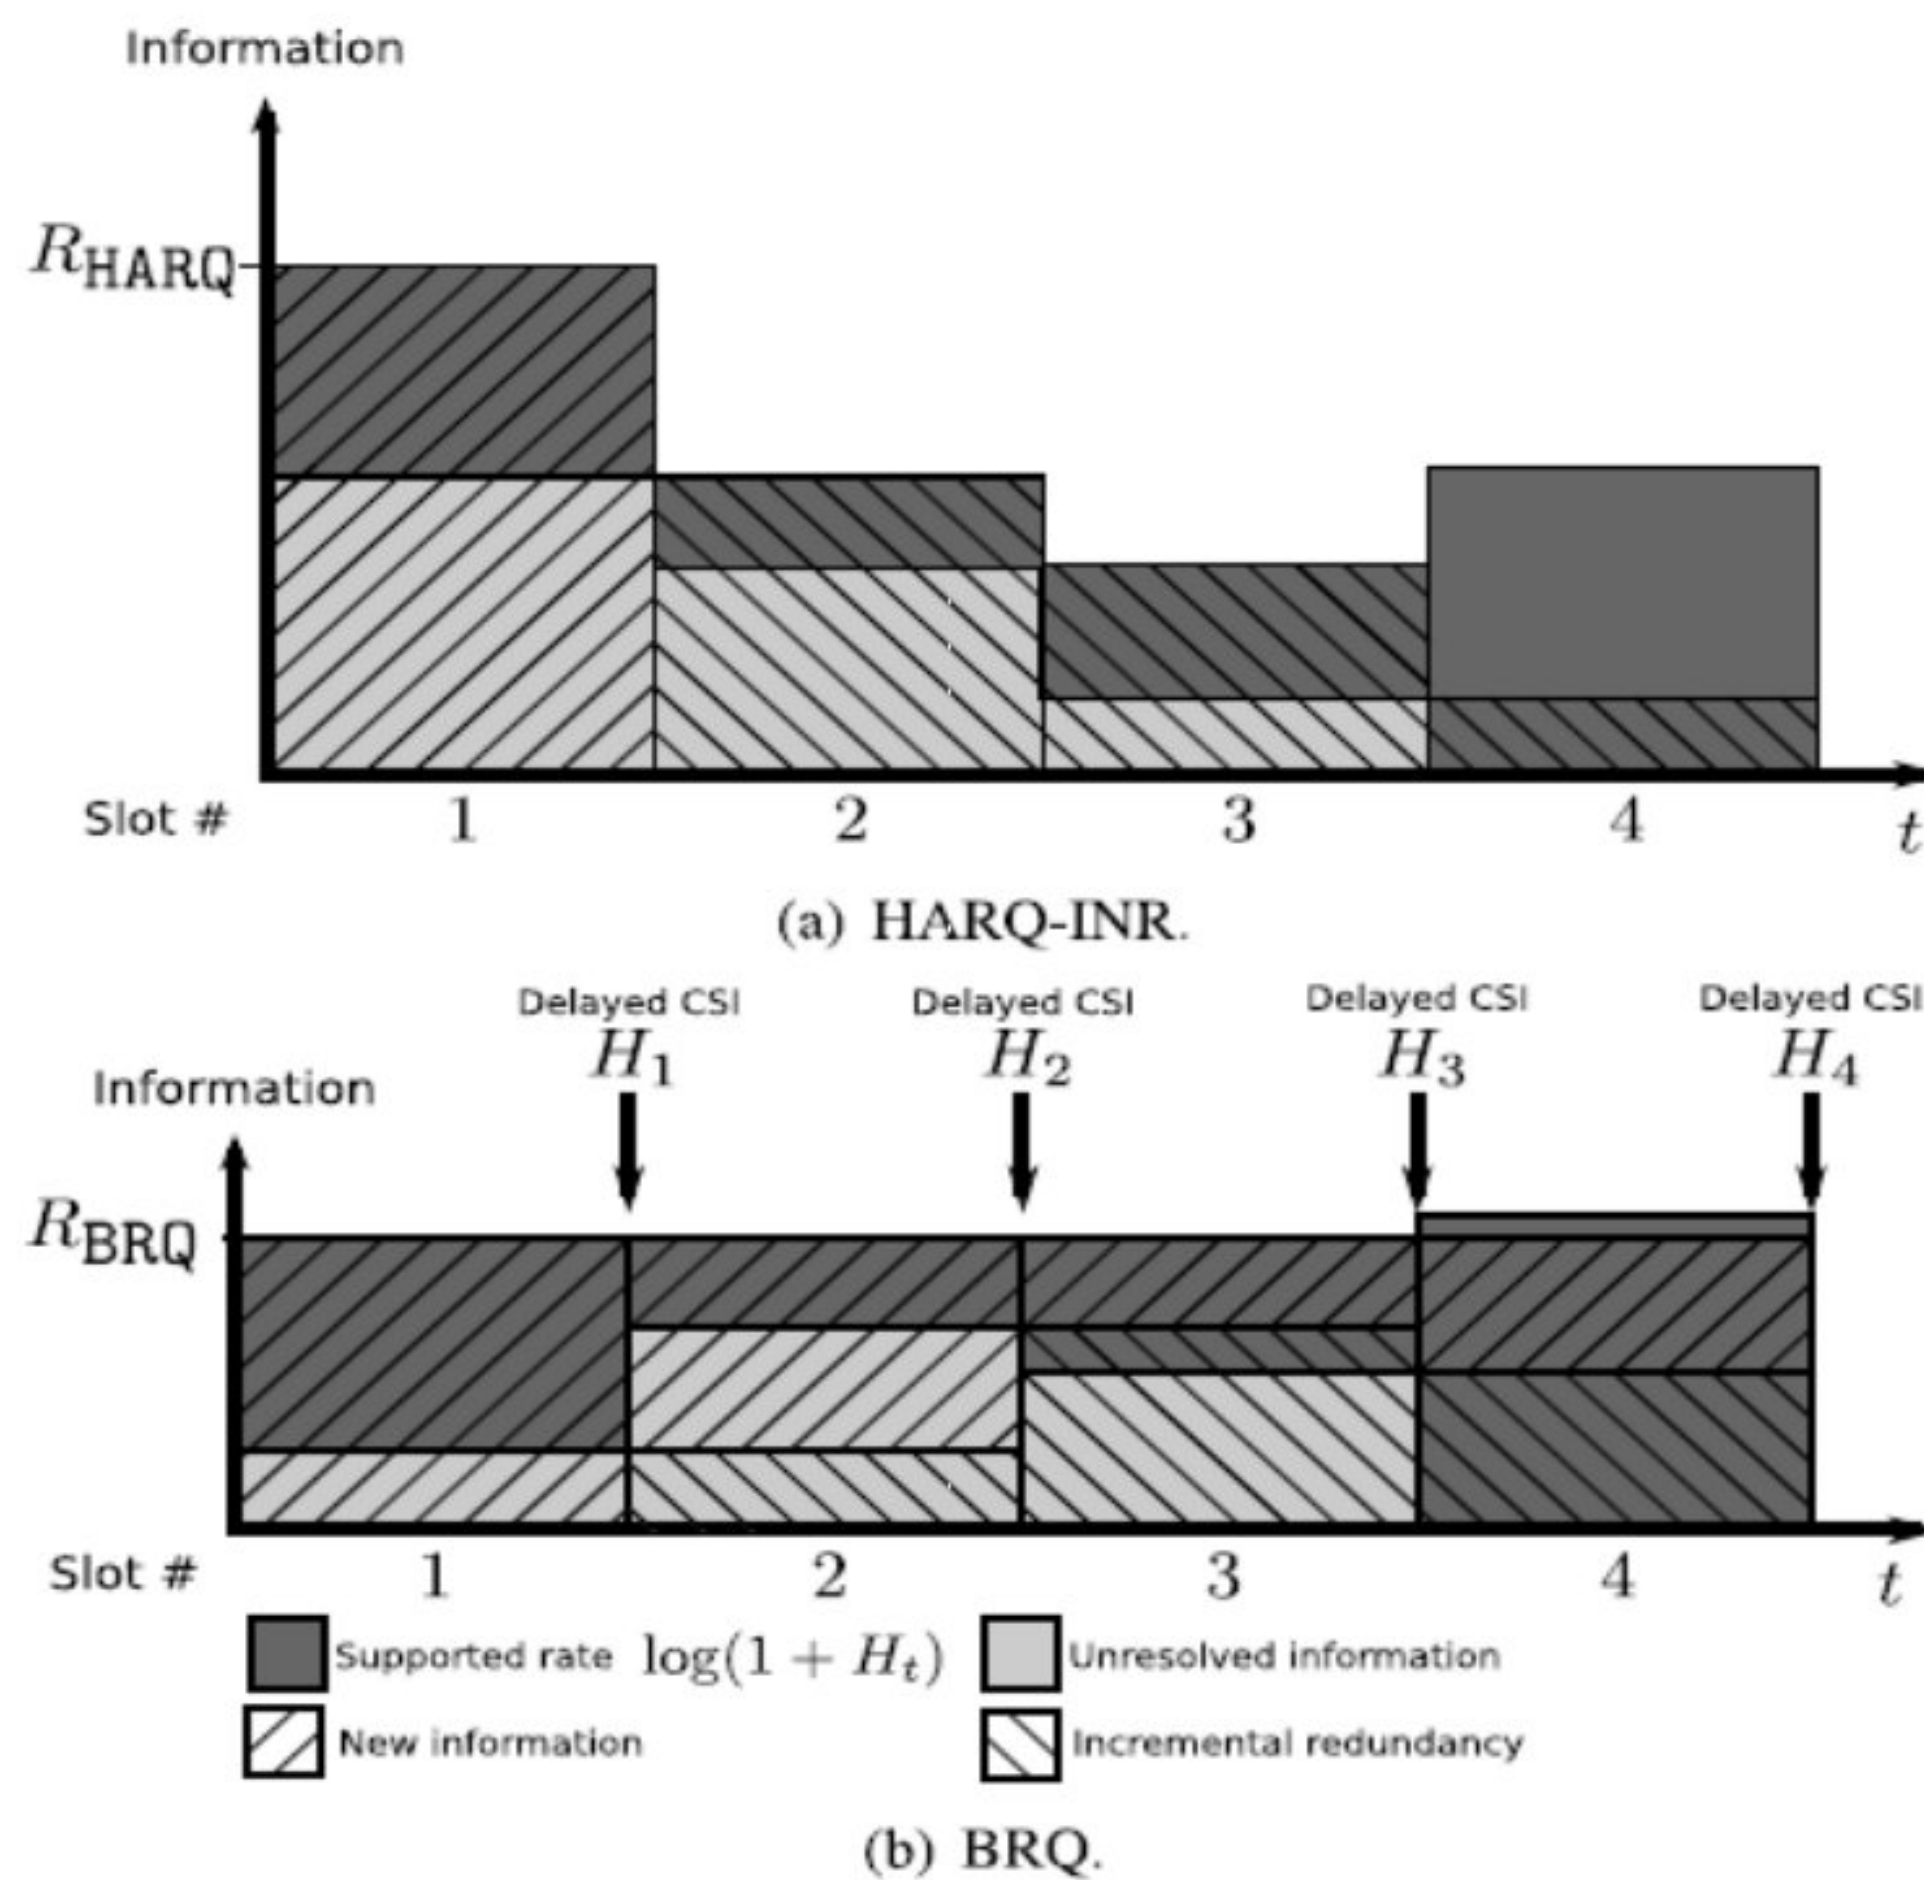 Information
R_HARQ
Slot # 1 2 3 4 t
(a) HARQ-INR.
Delayed CSI Delayed CSI Delayed CSI Delayed CSI
H_1 H_2 H_3 H_4
Information
R_BRQ
Slot # 1 2 3 4 t
Supported rate log(1 + H_t) Unresolved information
New information Incremental redundancy
(b) BRQ.